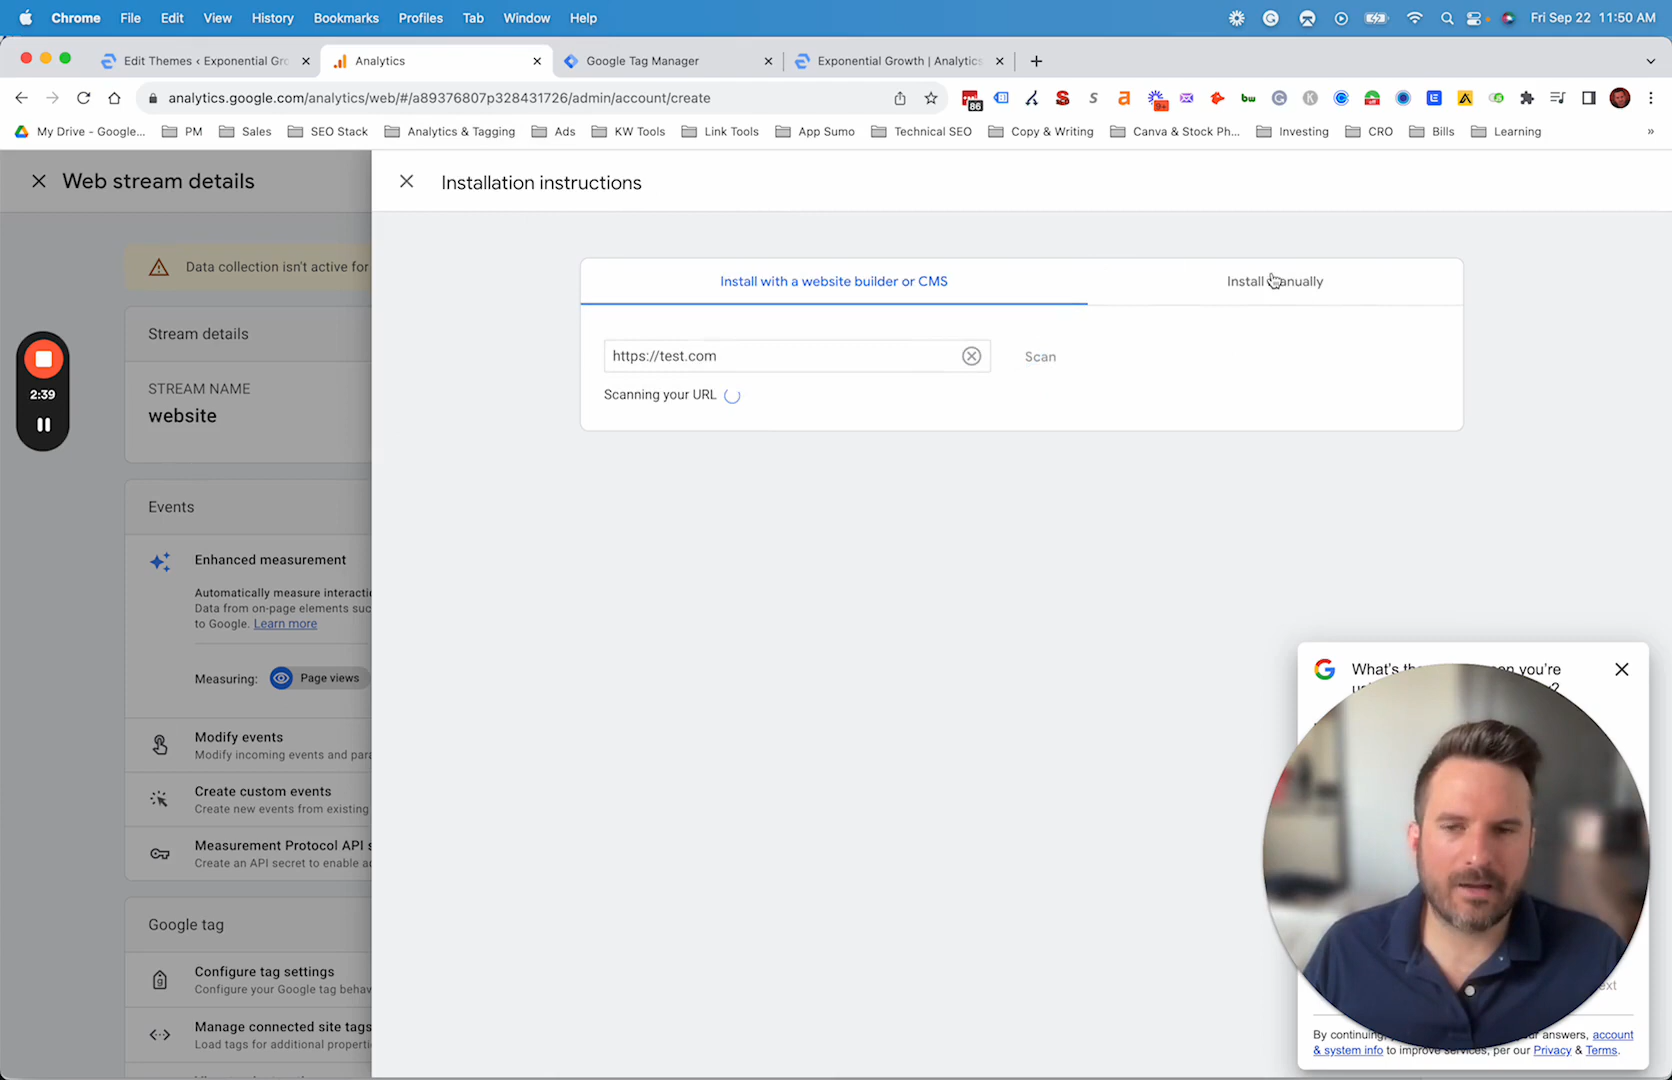 Chrome File Edit View History Bookmarks Profiles Tab Window Help Fri Sep 22 11:50 AM
Edit Themes ‹ Exponential Gro Analytics Google Tag Manager Exponential Growth | Analytics
analytics.google.com/analytics/web/#/a89376807p328431726/admin/account/create 86 9+ bw
My Drive - Google... PM Sales SEO Stack Analytics & Tagging Ads KW Tools Link Tools App Sumo Technical SEO Copy & Writing Canva & Stock Ph... Investing CRO Bills Learning »
Web stream details
Installation instructions
Data collection isn't active for
Install with a website builder or CMS
Install
https://test.com
Scan
Scanning your URL
2:39
Stream details
STREAM NAME
website
Events
Enhanced measurement
Automatically measure
Data from on-page elements
to Google. Learn more
Measuring: Page views
Modify events
Modify incoming events and
Create custom events
Create new events from existing
Measurement Protocol API
Create an API secret to enable
Google tag
Configure tag settings
Configure your Google tag
Manage connected site tags
Load tags for additional
What's you're
By continuing, answers, account
& system info to improve services, per our Privacy & Terms.